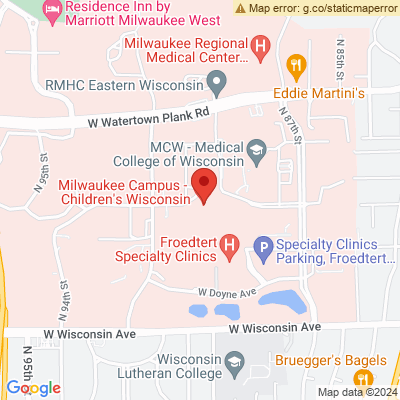 Residence Inn by
Marriott Milwaukee West
Map error: g.co/staticmaperror
Milwaukee Regional
Medical Center...
H
N 85th St
RMHC Eastern Wisconsin
Eddie Martini's
W Watertown Plank Rd
N 87th St
MCW - Medical
College of Wisconsin
N 95th St
Milwaukee Campus -
Children's Wisconsin
Froedtert
Specialty Clinics
H
P
Specialty Clinics
Parking, Froedtert...
N 94th St
W Doyne Ave
W Wisconsin Ave
W Wisconsin Ave
N 95th St
Wisconsin
Lutheran College
Bruegger's Bagels
Google
Map data ©2024